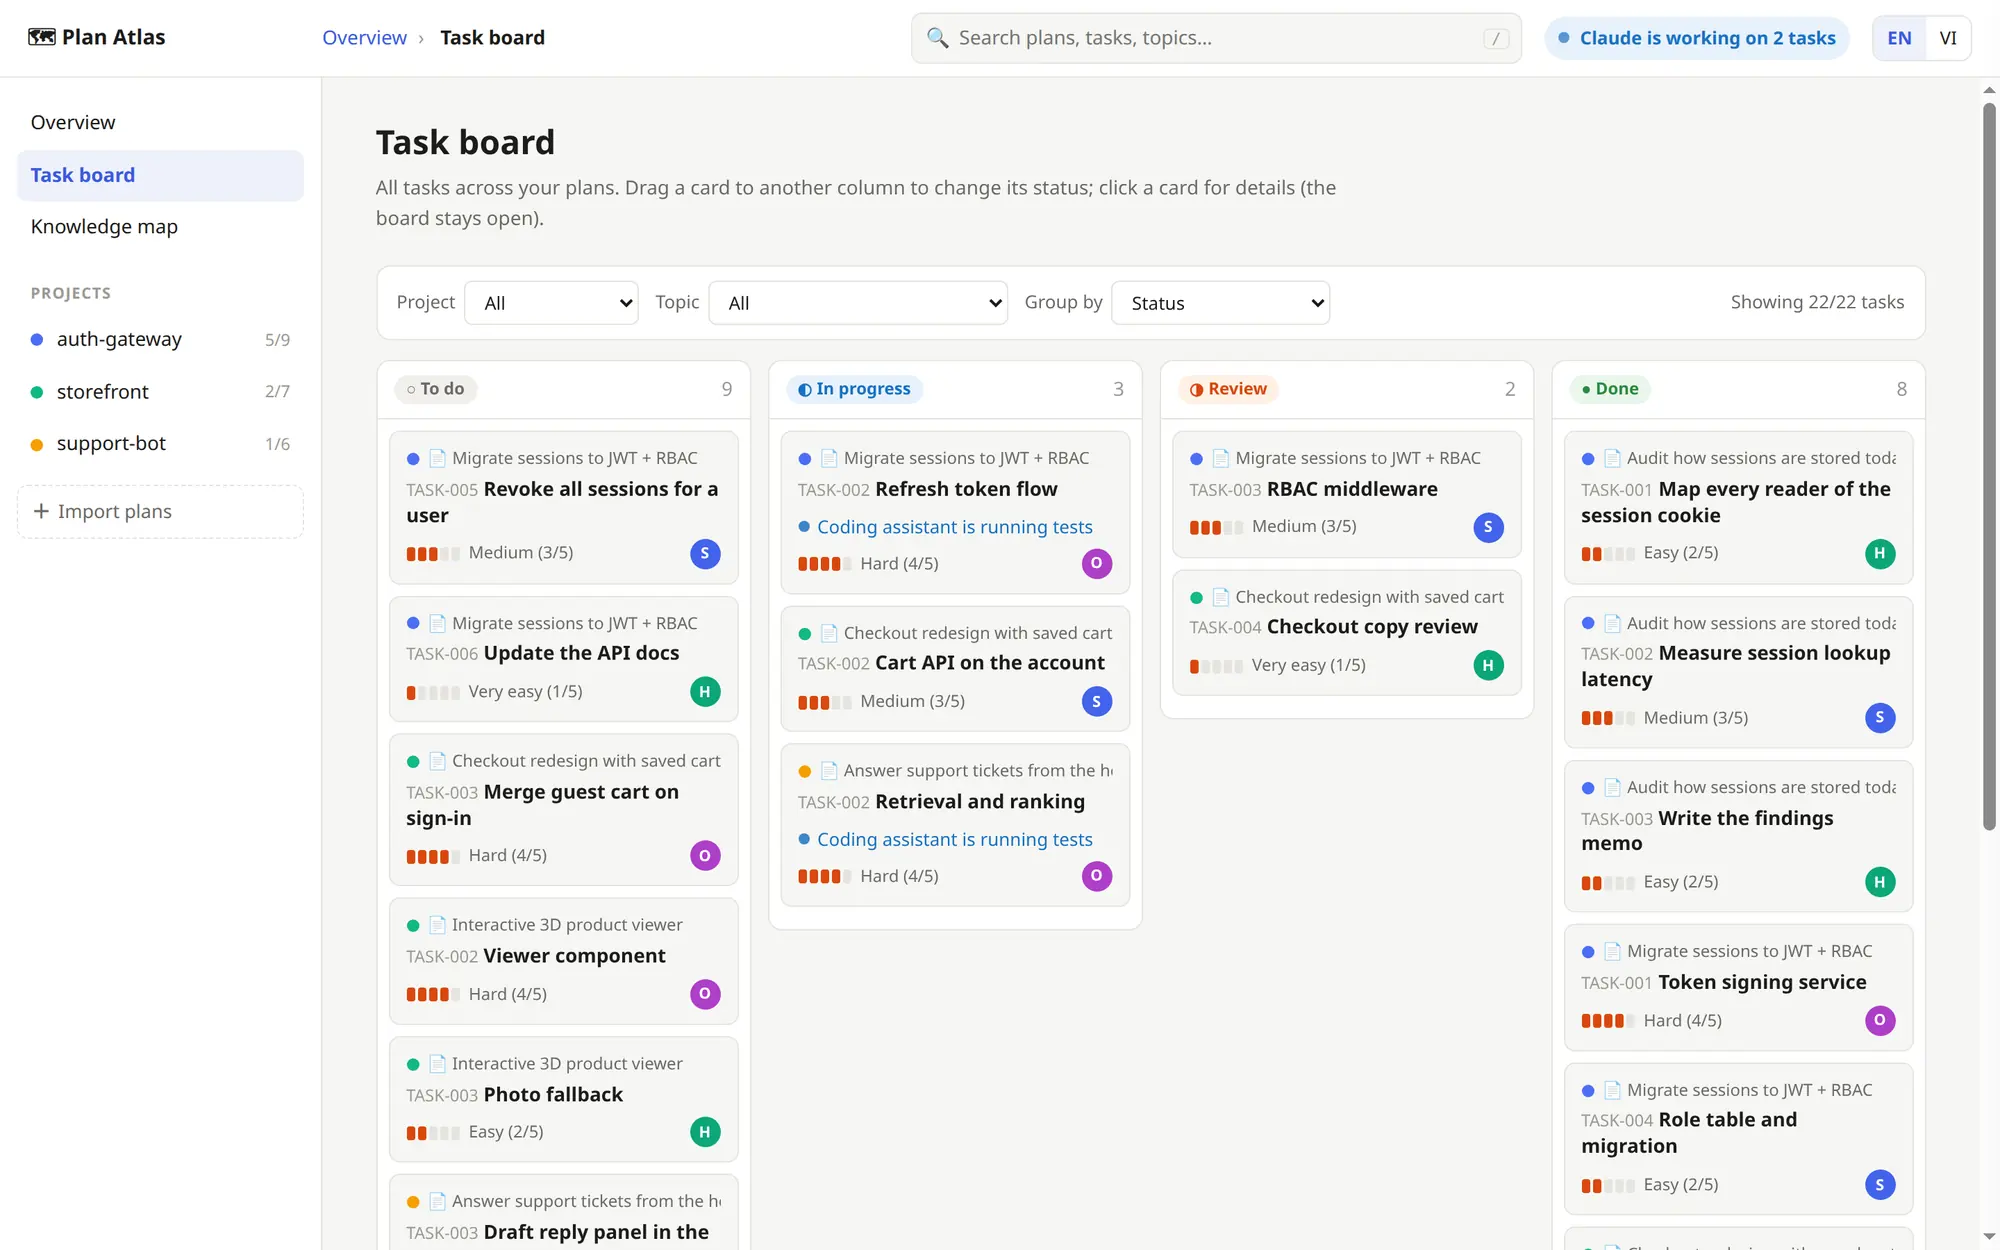 Plan Atlas
Overview › Task board
Search plans, tasks, topics...
/
Claude is working on 2 tasks
EN
VI
Overview
Task board
Knowledge map
PROJECTS
auth-gateway 5/9
storefront 2/7
support-bot 1/6
+ Import plans
Task board
All tasks across your plans. Drag a card to another column to change its status; click a card for details (the
board stays open).
Project All Topic All Group by Status Showing 22/22 tasks
To do 9
Migrate sessions to JWT + RBAC
TASK-005 Revoke all sessions for a
user
Medium (3/5) S
Migrate sessions to JWT + RBAC
TASK-006 Update the API docs
Very easy (1/5) H
Checkout redesign with saved cart
TASK-003 Merge guest cart on
sign-in
Hard (4/5) O
Interactive 3D product viewer
TASK-002 Viewer component
Hard (4/5) O
Interactive 3D product viewer
TASK-003 Photo fallback
Easy (2/5) H
Answer support tickets from the
TASK-003 Draft reply panel in the
In progress 3
Migrate sessions to JWT + RBAC
TASK-002 Refresh token flow
Coding assistant is running tests
Hard (4/5) O
Checkout redesign with saved cart
TASK-002 Cart API on the account
Medium (3/5) S
Answer support tickets from the
TASK-002 Retrieval and ranking
Coding assistant is running tests
Hard (4/5) O
Review 2
Migrate sessions to JWT + RBAC
TASK-003 RBAC middleware
Medium (3/5) S
Checkout redesign with saved cart
TASK-004 Checkout copy review
Very easy (1/5) H
Done 8
Audit how sessions are stored
TASK-001 Map every reader of the
session cookie
Easy (2/5) H
Audit how sessions are stored
TASK-002 Measure session lookup
latency
Medium (3/5) S
Audit how sessions are stored
TASK-003 Write the findings
memo
Easy (2/5) H
Migrate sessions to JWT + RBAC
TASK-001 Token signing service
Hard (4/5) O
Migrate sessions to JWT + RBAC
TASK-004 Role table and
migration
Easy (2/5) S